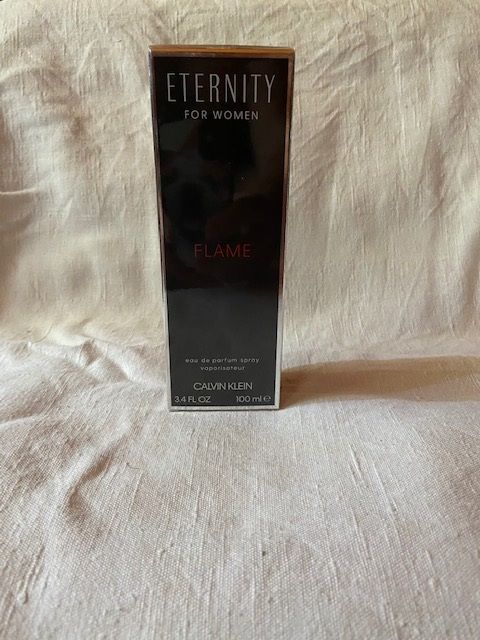 ETERNITY
FOR WOMEN
FLAME
eau de parfum spray
vaporisateur
CALVIN KLEIN
3.4 FL OZ 100 ml ℮